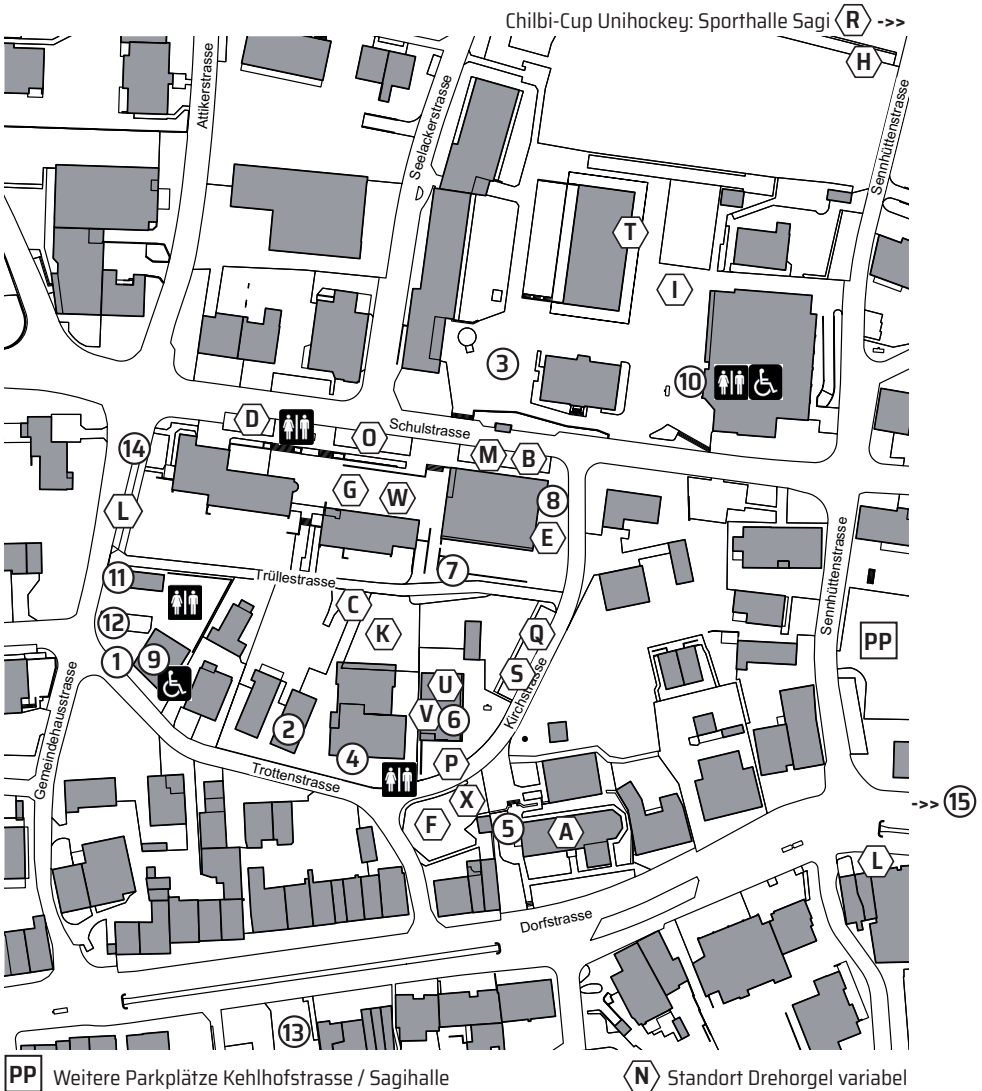 Chilbi-Cup Unihockey: Sporthalle Sagi R ->>
H
Attikerstrasse
Seelackerstrasse
Sennhüttenstrasse
T
I
3
10
D
O
Schulstrasse
M B
14
G W
8
L
E
7
Trüllestrasse
11
C
12
K
Q
PP
Sennhüttenstrasse
1 9
S
U
Kirchstrasse
V 6
2
Gemeindehausstrasse
4
P
Trottenstrasse
X
->> 15
F
5
A
L
Dorfstrasse
13
PP Weitere Parkplätze Kehlhofstrasse / Sagihalle
N Standort Drehorgel variabel